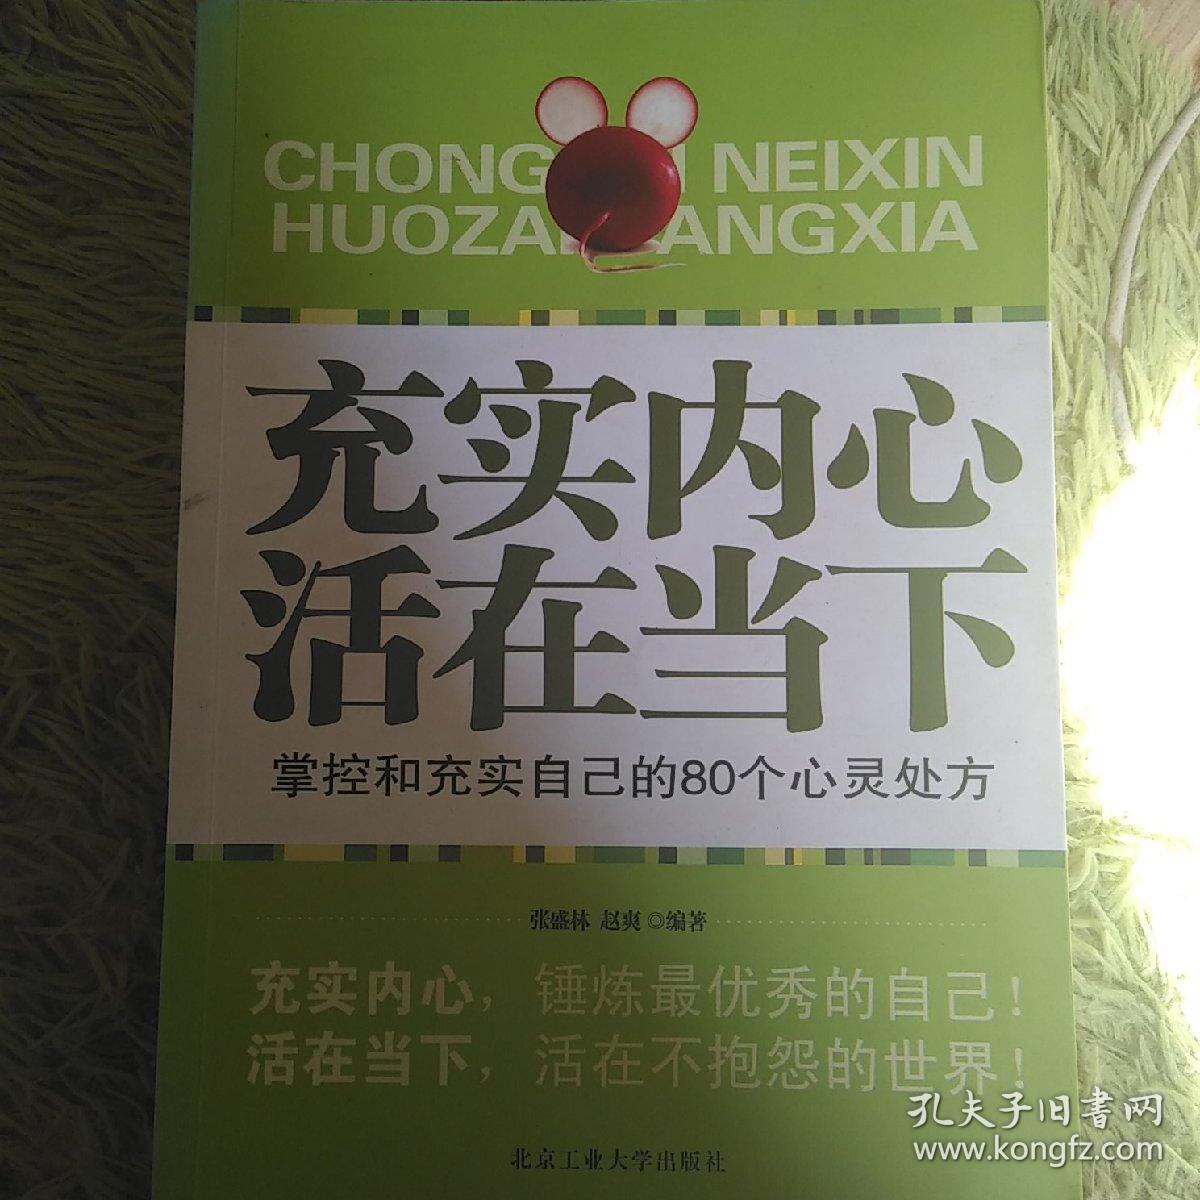 CHONG NEIXIN
HUOZA ANGXIA
充实内心
活在当下
掌控和充实自己的80个心灵处方
张盛林 赵爽◎编著
充实内心，锤炼最优秀的自己！
活在当下，活在不抱怨的世界！
北京工业大学出版社
孔夫子旧書网
www.kongfz.com